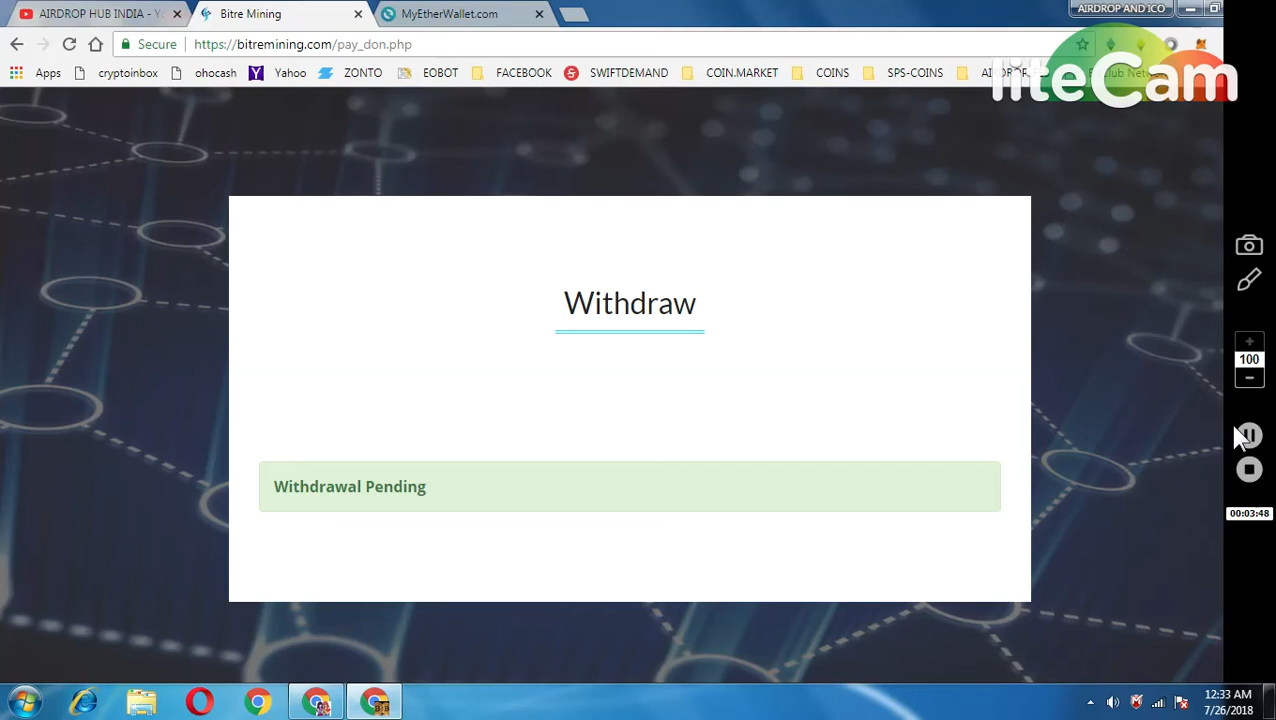 AIRDROP HUB INDIA - Yo
Bitre Mining
MyEtherWallet.com
AIRDROP AND ICO
Secure
https://bitremining.com/pay_don.php
Apps
cryptoinbox
ohocash
Yahoo
EOBOT
FACEBOOK
SWIFTDEMAND
COIN.MARKET
COINS
SPS-COINS
liteCam
Withdraw
100
Withdrawal Pending
00:03:48
12:33 AM
7/26/2018